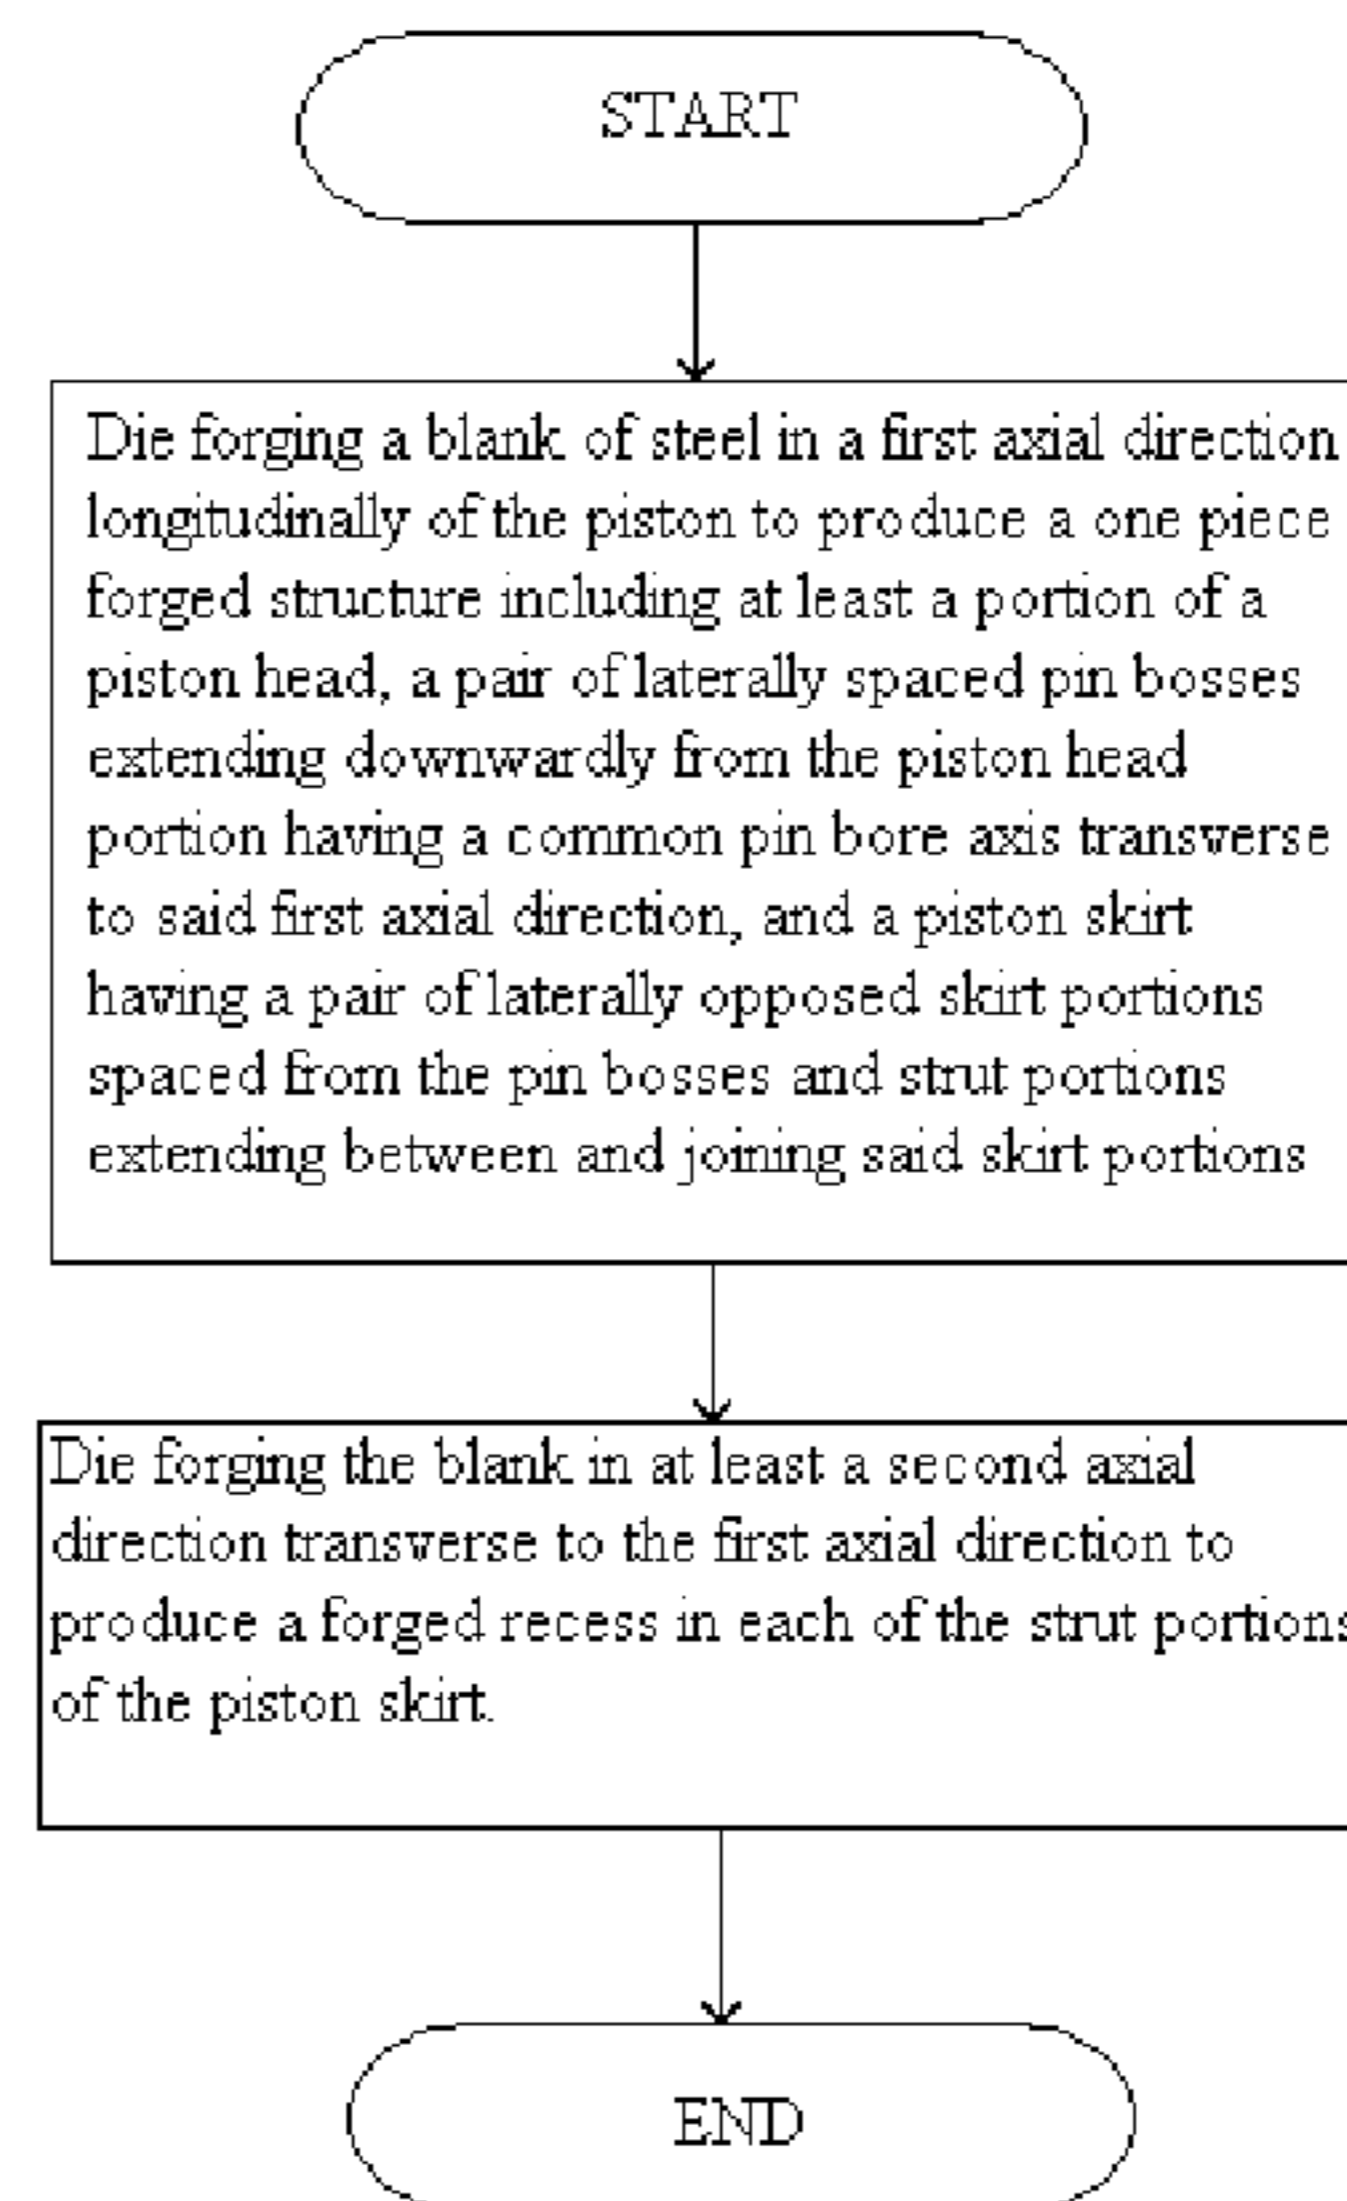 START
Die forging a blank of steel in a first axial direction
longitudinally of the piston to produce a one piece
forged structure including at least a portion of a
piston head, a pair of laterally spaced pin bosses
extending downwardly from the piston head
portion having a common pin bore axis transverse
to said first axial direction, and a piston skirt
having a pair of laterally opposed skirt portions
spaced from the pin bosses and strut portions
extending between and joining said skirt portions
Die forging the blank in at least a second axial
direction transverse to the first axial direction to
produce a forged recess in each of the strut portions
of the piston skirt.
END